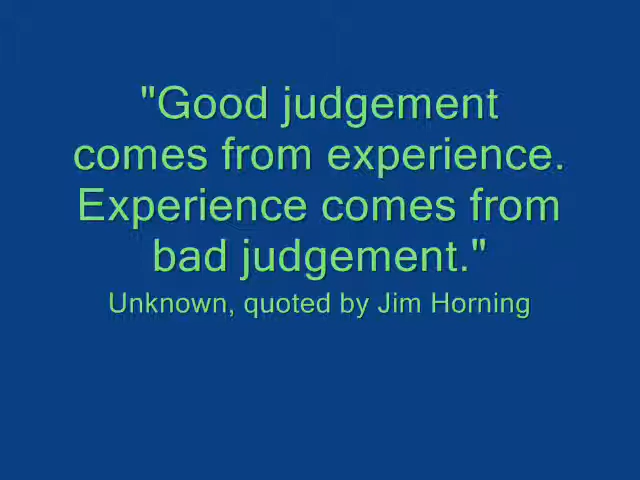 "Good judgement
comes from experience.
Experience comes from
bad judgement."
Unknown, quoted by Jim Horning